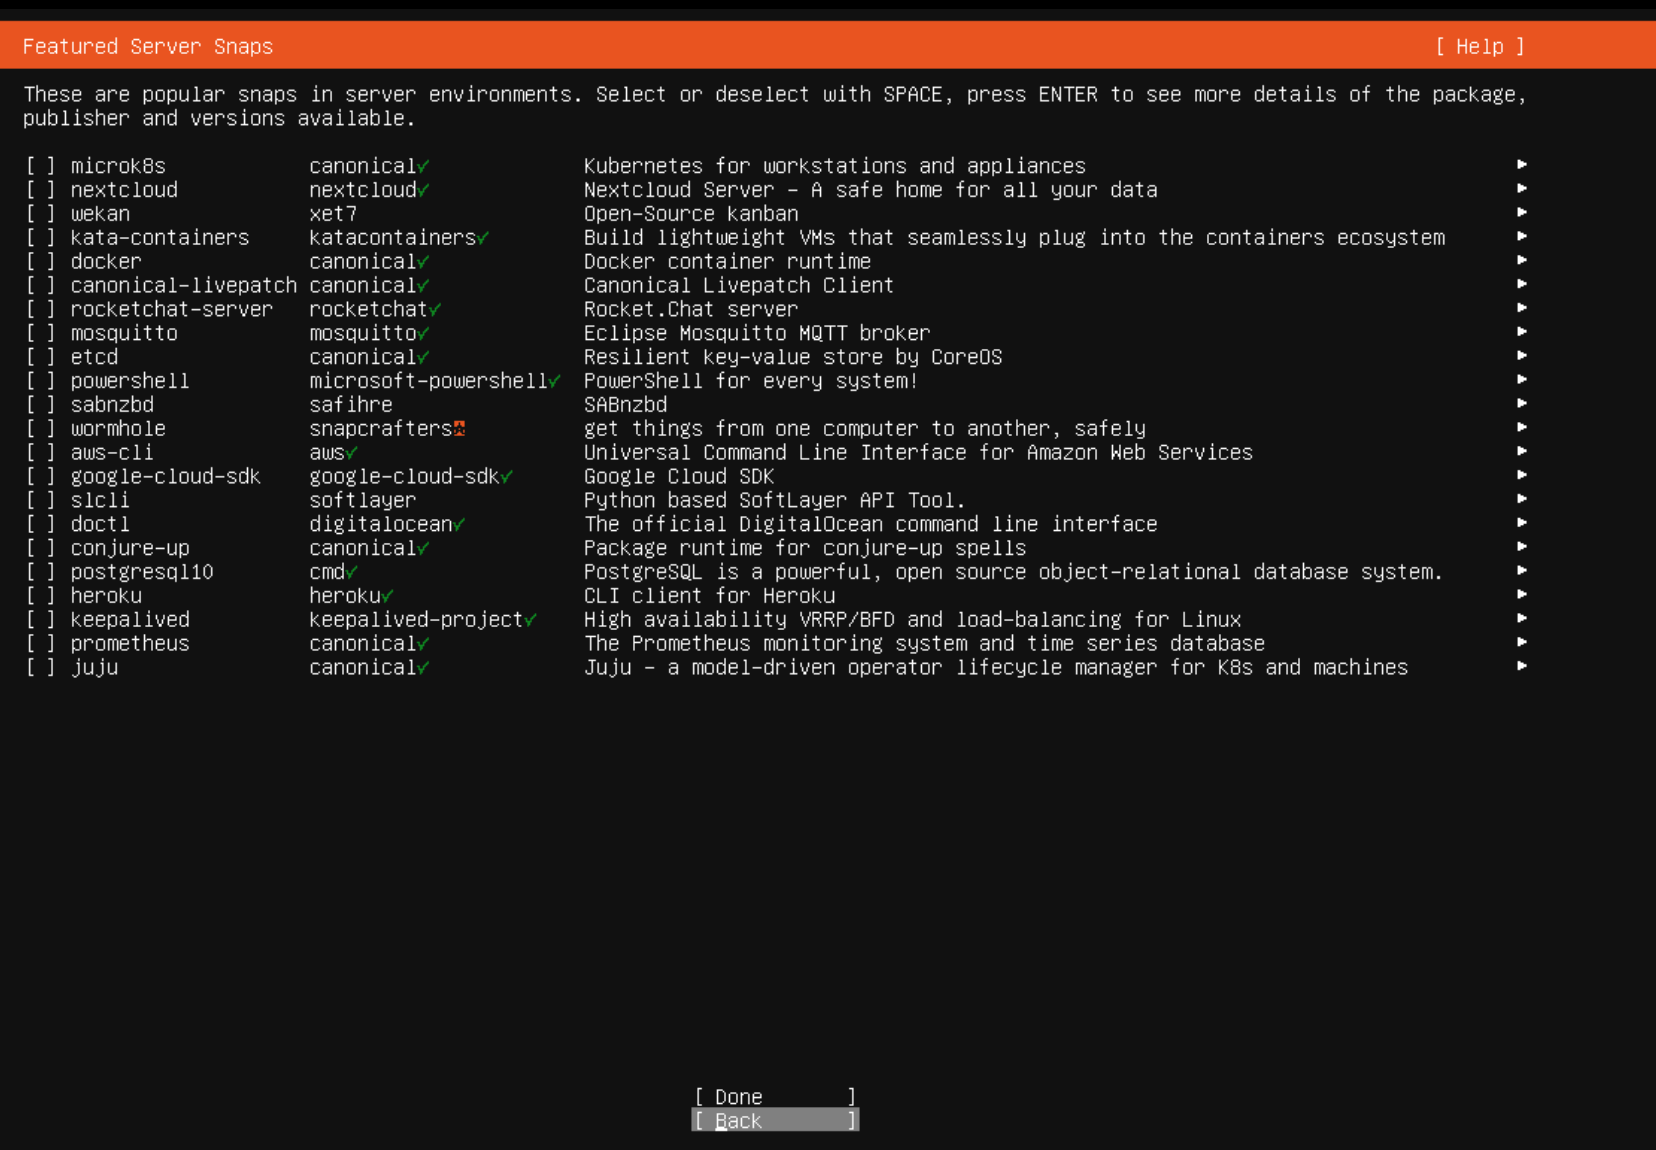 Featured Server Snaps [ Help ]
These are popular snaps in server environments. Select or deselect with SPACE, press ENTER to see more details of the package,
publisher and versions available.
[ ] microk8s canonical✓ Kubernetes for workstations and appliances ▸
[ ] nextcloud nextcloud✓ Nextcloud Server - A safe home for all your data ▸
[ ] wekan xet7 Open-Source kanban ▸
[ ] kata-containers katacontainers✓ Build lightweight VMs that seamlessly plug into the containers ecosystem ▸
[ ] docker canonical✓ Docker container runtime ▸
[ ] canonical-livepatch canonical✓ Canonical Livepatch Client ▸
[ ] rocketchat-server rocketchat✓ Rocket.Chat server ▸
[ ] mosquitto mosquitto✓ Eclipse Mosquitto MQTT broker ▸
[ ] etcd canonical✓ Resilient key-value store by CoreOS ▸
[ ] powershell microsoft-powershell✓ PowerShell for every system! ▸
[ ] sabnzbd safihre SABnzbd ▸
[ ] wormhole snapcrafters get things from one computer to another, safely ▸
[ ] aws-cli aws✓ Universal Command Line Interface for Amazon Web Services ▸
[ ] google-cloud-sdk google-cloud-sdk✓ Google Cloud SDK ▸
[ ] slcli softlayer Python based SoftLayer API Tool. ▸
[ ] doctl digitalocean✓ The official DigitalOcean command line interface ▸
[ ] conjure-up canonical✓ Package runtime for conjure-up spells ▸
[ ] postgresql10 cmd✓ PostgreSQL is a powerful, open source object-relational database system. ▸
[ ] heroku heroku✓ CLI client for Heroku ▸
[ ] keepalived keepalived-project✓ High availability VRRP/BFD and load-balancing for Linux ▸
[ ] prometheus canonical✓ The Prometheus monitoring system and time series database ▸
[ ] juju canonical✓ Juju - a model-driven operator lifecycle manager for K8s and machines ▸
[ Done ]
[ Back ]